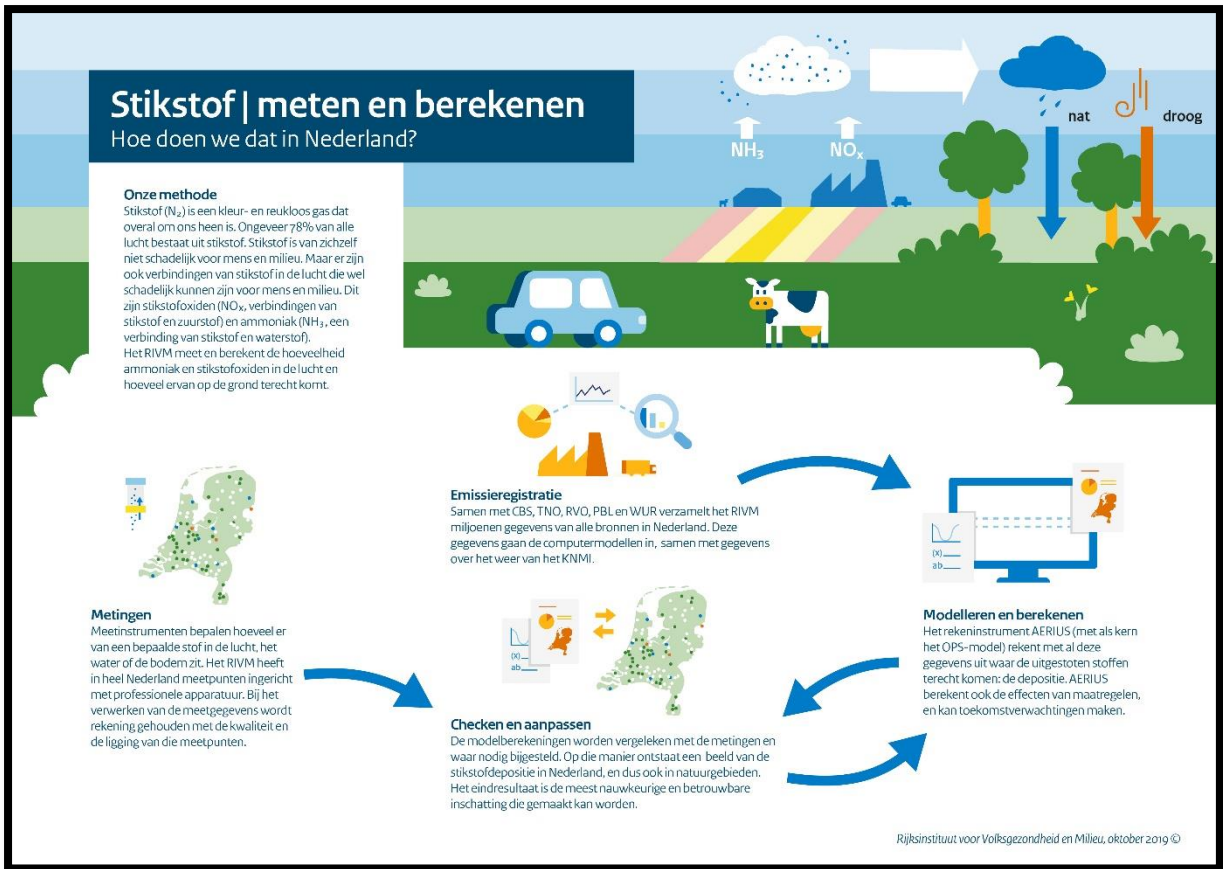 Stikstof | meten en berekenen
Hoe doen we dat in Nederland?
NH₃
NOₓ
nat
droog
Onze methode
Stikstof (N₂) is een kleur- en reukloos gas dat
overal om ons heen is. Ongeveer 78% van alle
lucht bestaat uit stikstof. Stikstof is van zichzelf
niet schadelijk voor mens en milieu. Maar er zijn
ook verbindingen van stikstof in de lucht die wel
schadelijk kunnen zijn voor mens en milieu. Dit
zijn stikstofoxiden (NOₓ, verbindingen van
stikstof en zuurstof) en ammoniak (NH₃, een
verbinding van stikstof en waterstof).
Het RIVM meet en berekent de hoeveelheid
ammoniak en stikstofoxiden in de lucht en
hoeveel ervan op de grond terecht komt.
Emissieregistratie
Samen met CBS, TNO, RVO, PBL en WUR verzamelt het RIVM
miljoenen gegevens van alle bronnen in Nederland. Deze
gegevens gaan de computermodellen in, samen met gegevens
over het weer van het KNMI.
(x)
ab
Metingen
Meetinstrumenten bepalen hoeveel er
van een bepaalde stof in de lucht, het
water of de bodem zit. Het RIVM heeft
in heel Nederland meetpunten ingericht
met professionele apparatuur. Bij het
verwerken van de meetgegevens wordt
rekening gehouden met de kwaliteit en
de ligging van die meetpunten.
(x)
ab
Checken en aanpassen
De modelberekeningen worden vergeleken met de metingen en
waar nodig bijgesteld. Op die manier ontstaat een beeld van de
stikstofdepositie in Nederland, en dus ook in natuurgebieden.
Het eindresultaat is de meest nauwkeurige en betrouwbare
inschatting die gemaakt kan worden.
Modelleren en berekenen
Het rekeninstrument AERIUS (met als kern
het OPS-model) rekent met al deze
gegevens uit waar de uitgestoten stoffen
terecht komen: de depositie. AERIUS
berekent ook de effecten van maatregelen,
en kan toekomstverwachtingen maken.
Rijksinstituut voor Volksgezondheid en Milieu, oktober 2019 ©